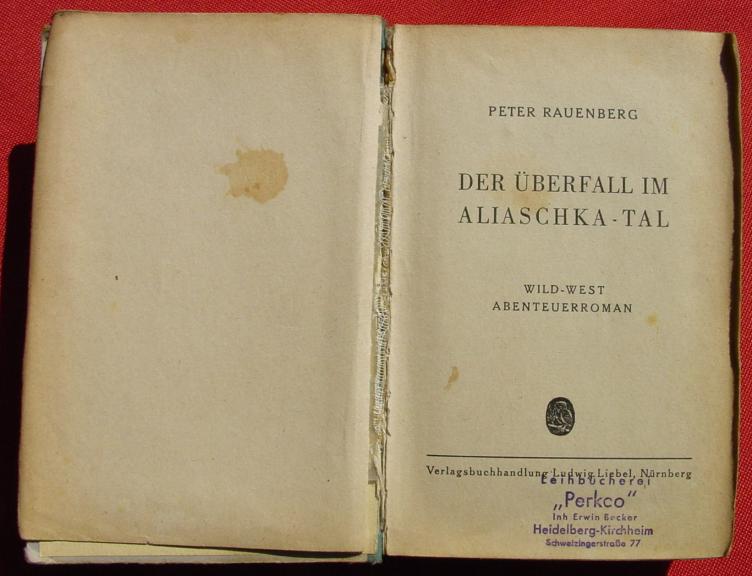 PETER RAUENBERG
DER ÜBERFALL IM
ALIASCHKA-TAL
WILD-WEST
ABENTEUERROMAN
Verlagsbuchhandlung Ludwig Liebel, Nürnberg
Leihbücherei
„Perkco“
Inh Erwin Becker
Heidelberg-Kirchheim
Schwetzingerstraße 77